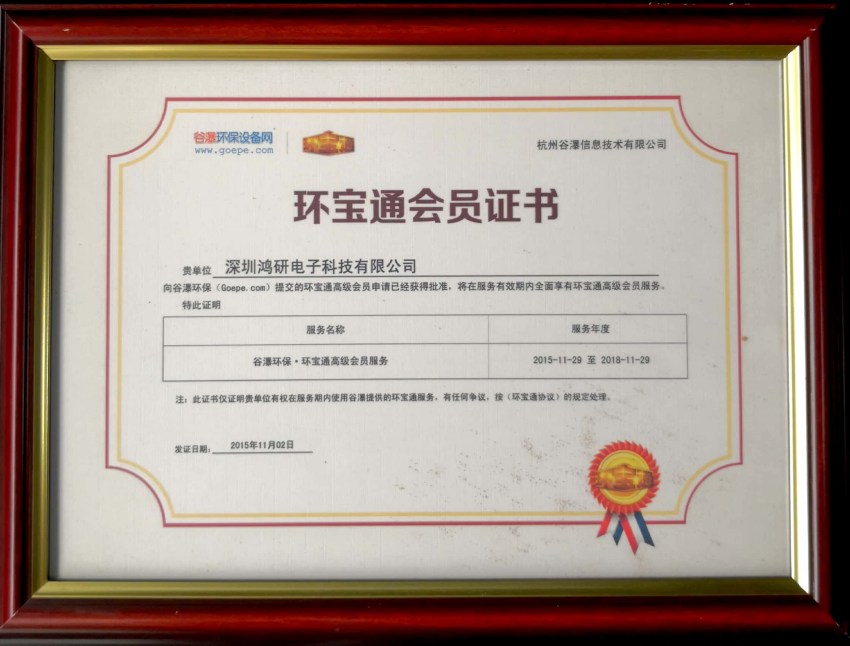 谷瀑环保设备网
www.goepe.com
杭州谷瀑信息技术有限公司
环宝通会员证书
贵单位 深圳鸿研电子科技有限公司
向谷瀑环保（Goepe.com）提交的环宝通高级会员申请已经获得批准，将在服务有效期内全面享有环宝通高级会员服务。
特此证明
服务名称 服务年度
谷瀑环保·环宝通高级会员服务 2015-11-29 至 2018-11-29
注：此证书仅证明贵单位有权在服务期内使用谷瀑提供的环宝通服务，有任何争议，按（环宝通协议）的规定处理。
发证日期： 2015年11月02日